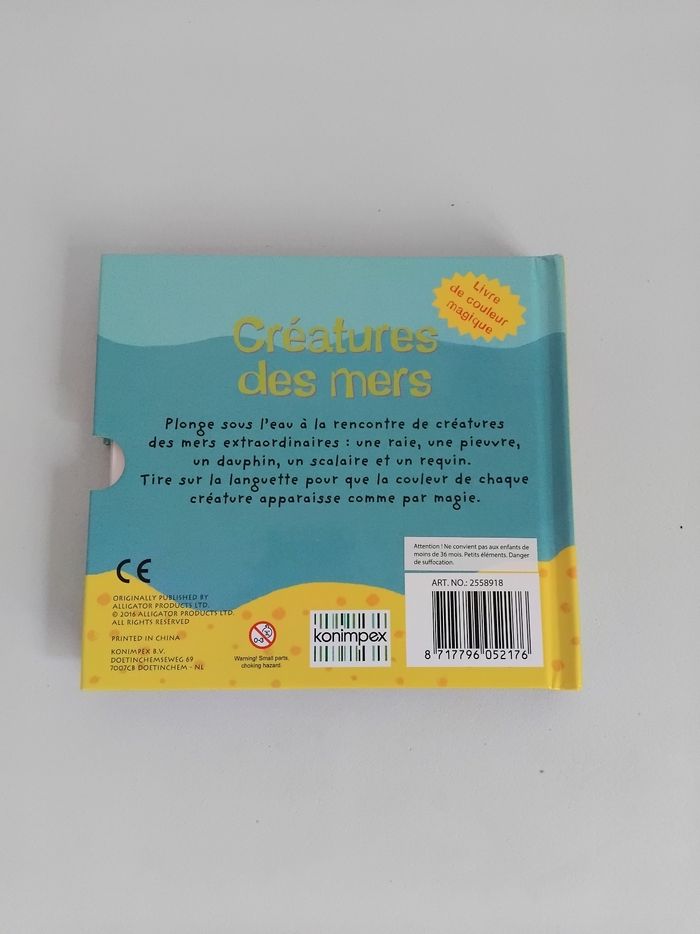 Livre
de couleur
magique
Créatures
des mers
Plonge sous l'eau à la rencontre de créatures
des mers extraordinaires : une raie, une pieuvre,
un dauphin, un scalaire et un requin.
Tire sur la languette pour que la couleur de chaque
créature apparaisse comme par magie.
Attention ! Ne convient pas aux enfants de
moins de 36 mois. Petits éléments. Danger
de suffocation.
CE
ART. NO.: 2558918
ORIGINALLY PUBLISHED BY
ALLIGATOR PRODUCTS LTD.
© 2016 ALLIGATOR PRODUCTS LTD.
ALL RIGHTS RESERVED
PRINTED IN CHINA
KONIMPEX B.V.
DOETINCHEMSEWEG 69
7007CB DOETINCHEM - NL
0-3
Warning! Small parts,
choking hazard.
konimpex
8 717796 052176